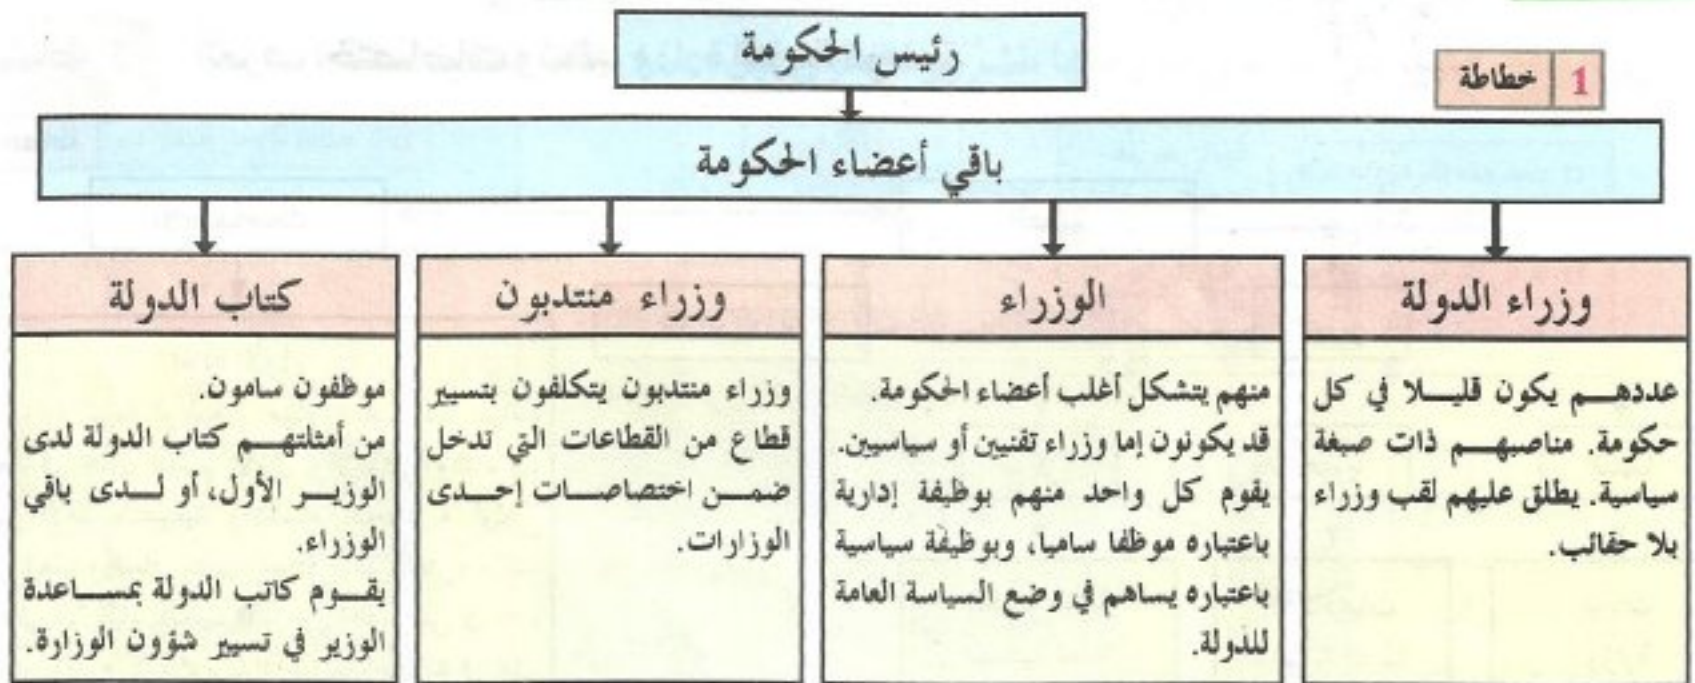 رئيس الحكومة
1 خطاطة
باقي أعضاء الحكومة
وزراء الدولة
عددهم يكون قليلا في كل
حكومة. مناصبهم ذات صبغة
سياسية. يطلق عليهم لقب وزراء
بلا حقائب.
الوزراء
منهم يتشكل أغلب أعضاء الحكومة.
قد يكونون إما وزراء تقنيين أو سياسيين.
يقوم كل واحد منهم بوظيفة إدارية
باعتباره موظفا ساميا، وبوظيفة سياسية
باعتباره يساهم في وضع السياسة العامة
للدولة.
وزراء منتدبون
وزراء منتدبون يتكلفون بتسيير
قطاع من القطاعات التي تدخل
ضمن اختصاصات إحدى
الوزارات.
كتاب الدولة
موظفون سامون.
من أمثلتهم كتاب الدولة لدى
الوزير الأول، أو لدى باقي
الوزراء.
يقوم كاتب الدولة بمساعدة
الوزير في تسيير شؤون الوزارة.